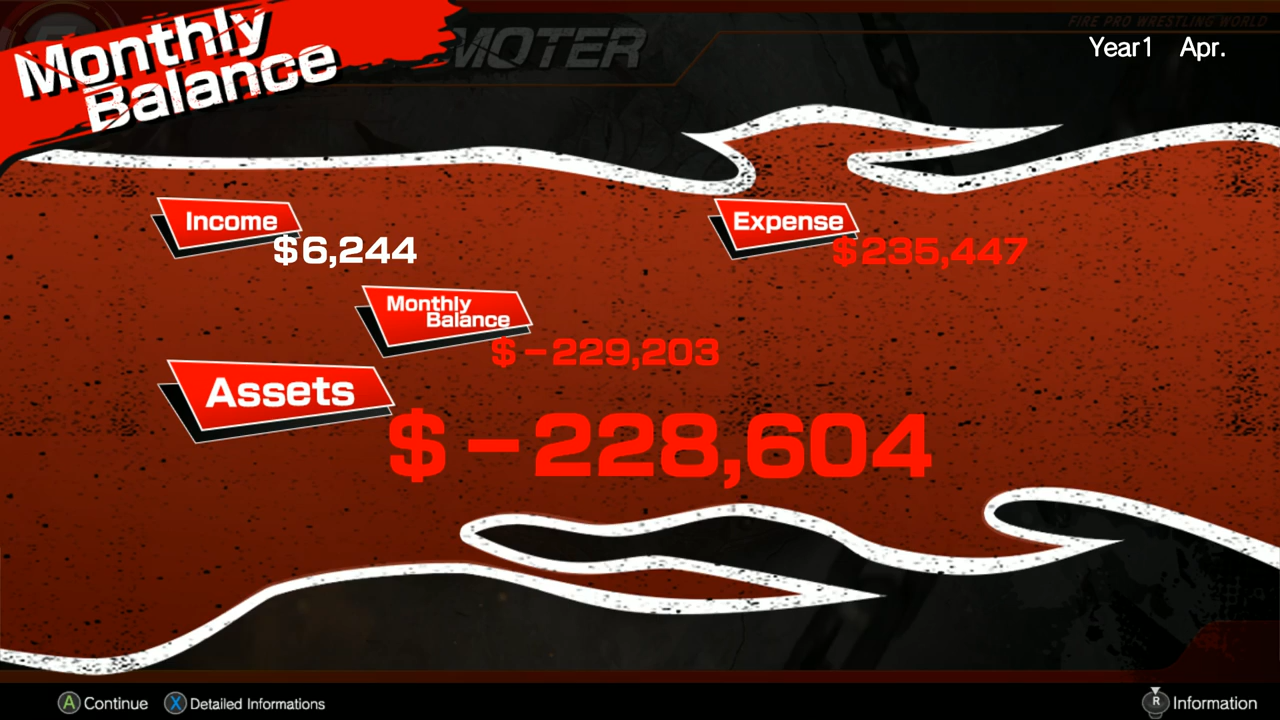 Monthly
Balance
MOTER
FIRE PRO WRESTLING WORLD
Year1 Apr.
Income
$6,244
Expense
$235,447
Monthly
Balance
$-229,203
Assets
$-228,604
A Continue X Detailed Informations
R Information